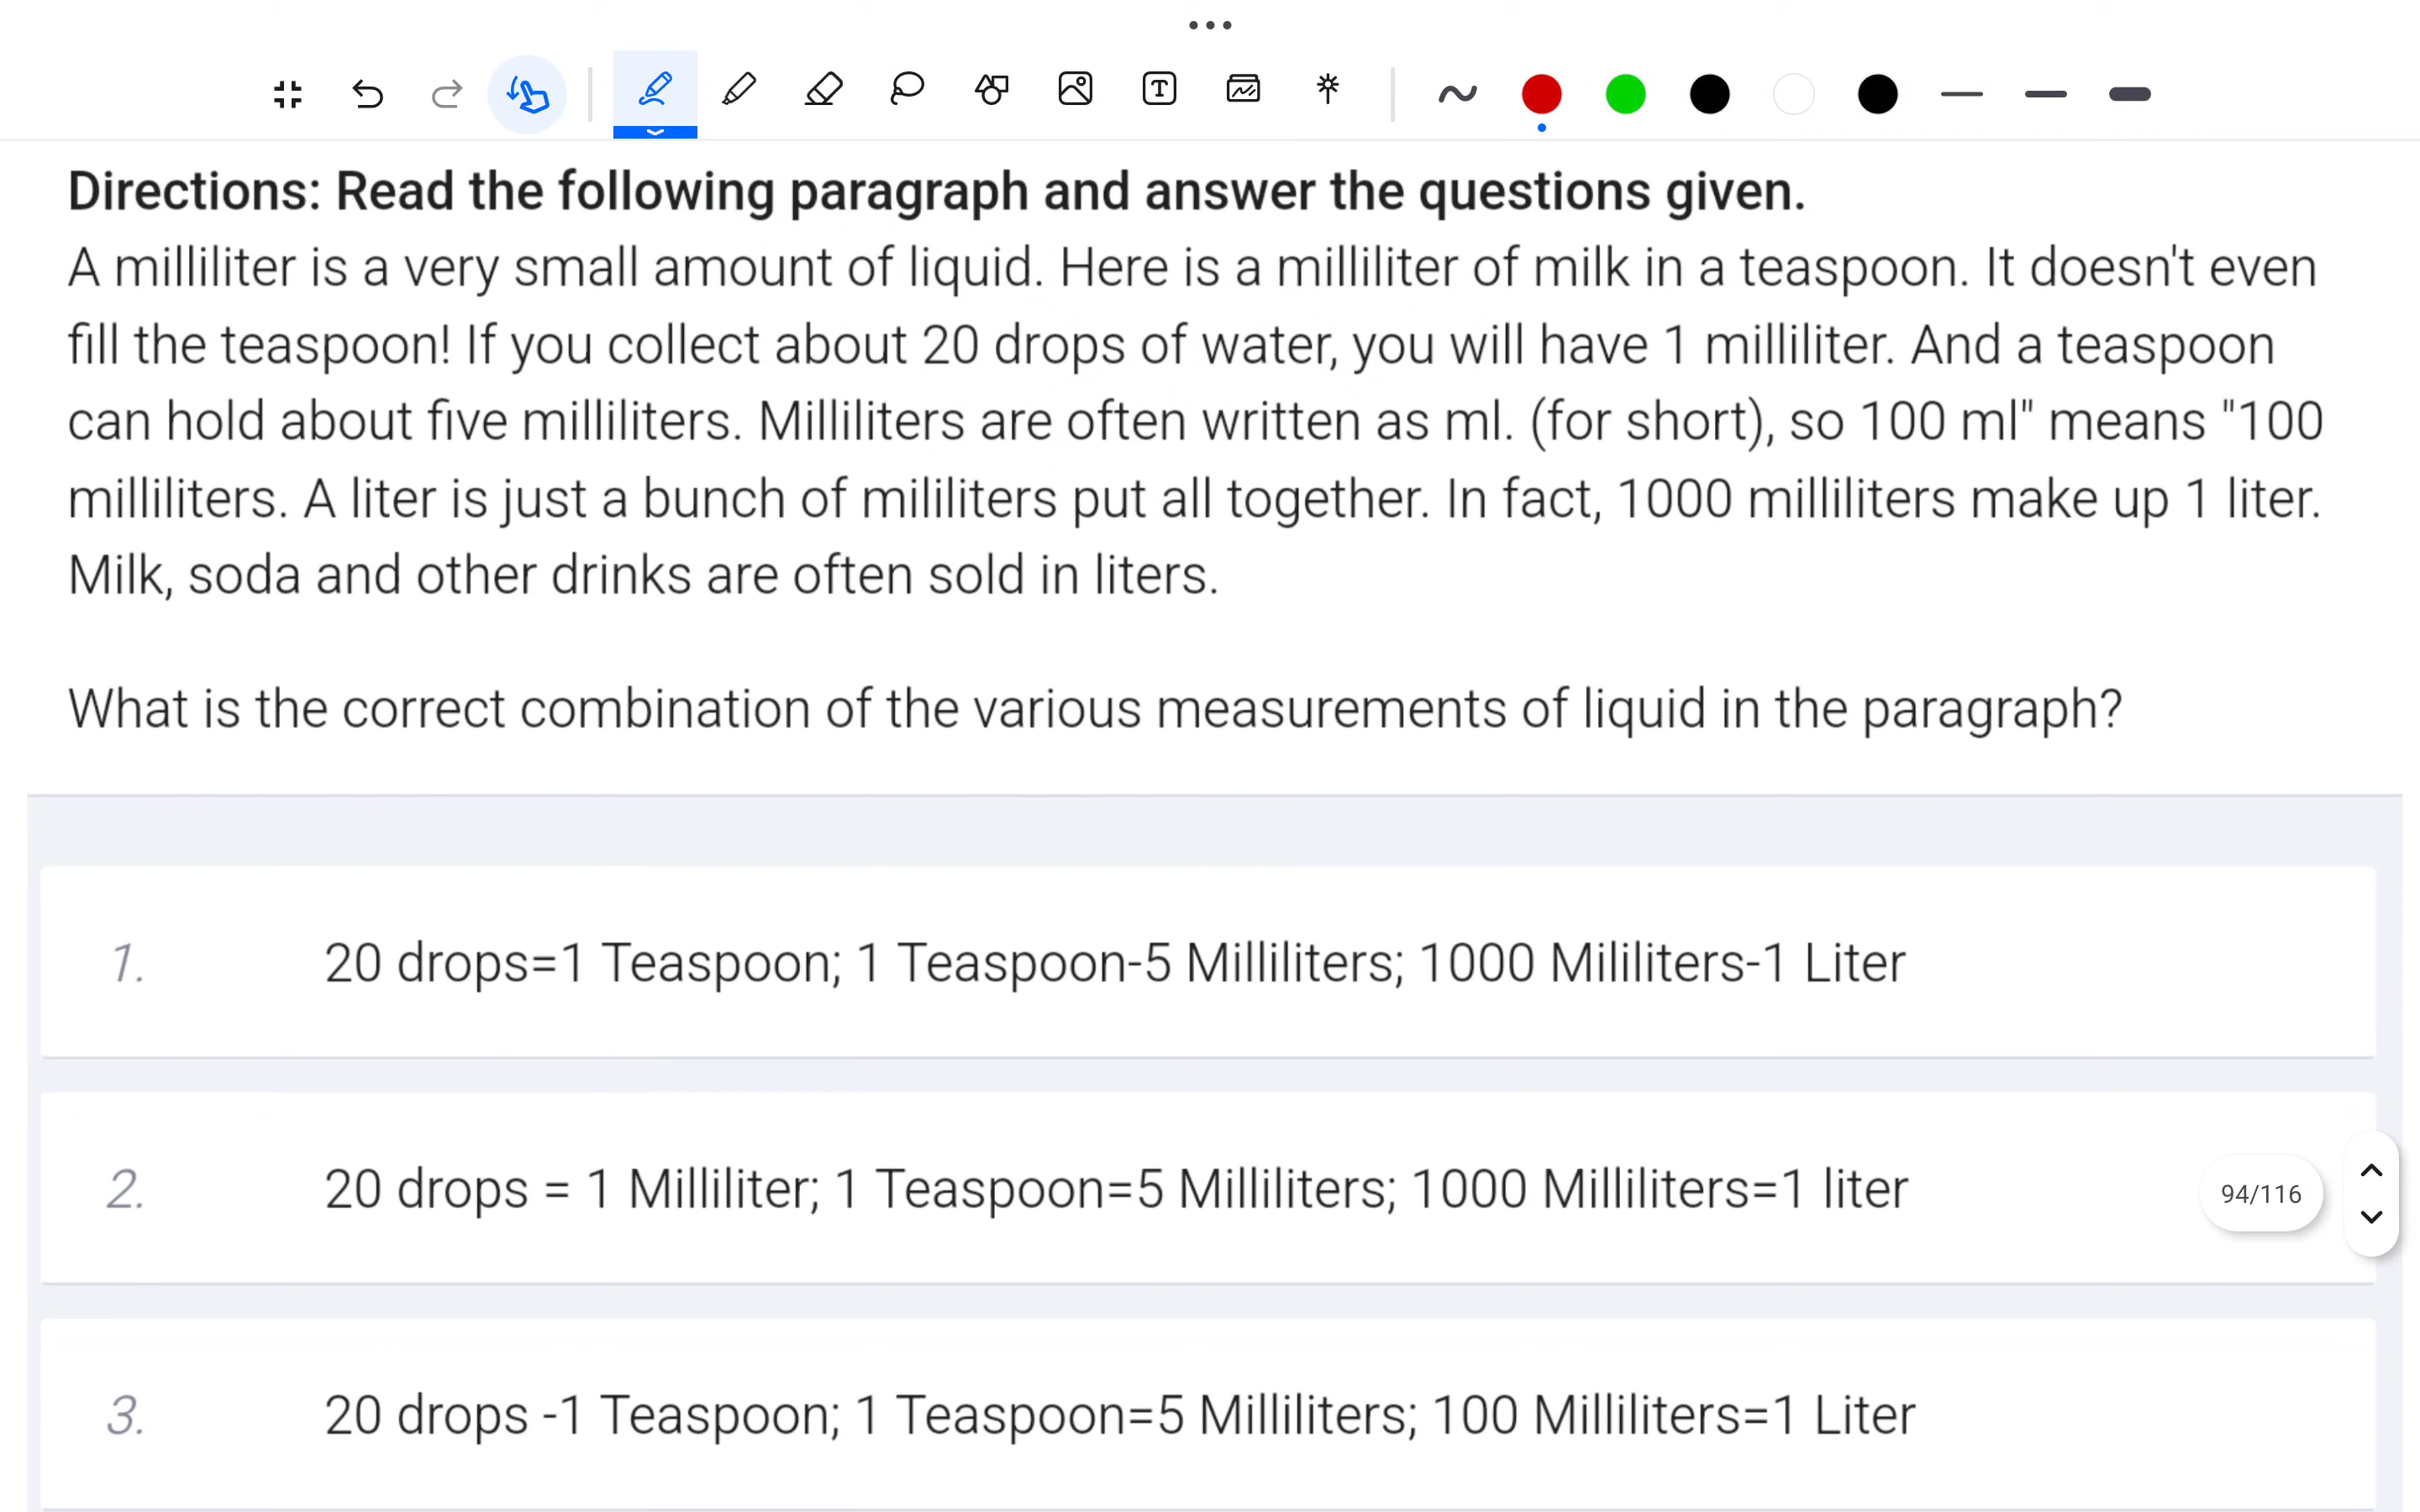 Directions: Read the following paragraph and answer the questions given.
A milliliter is a very small amount of liquid. Here is a milliliter of milk in a teaspoon. It doesn't even
fill the teaspoon! If you collect about 20 drops of water, you will have 1 milliliter. And a teaspoon
can hold about five milliliters. Milliliters are often written as ml. (for short), so 100 ml" means "100
milliliters. A liter is just a bunch of mililiters put all together. In fact, 1000 milliliters make up 1 liter.
Milk, soda and other drinks are often sold in liters.
What is the correct combination of the various measurements of liquid in the paragraph?
1. 20 drops=1 Teaspoon; 1 Teaspoon-5 Milliliters; 1000 Mililiters-1 Liter
2. 20 drops = 1 Milliliter; 1 Teaspoon=5 Milliliters; 1000 Milliliters=1 liter
94/116
3. 20 drops -1 Teaspoon; 1 Teaspoon=5 Milliliters; 100 Milliliters=1 Liter